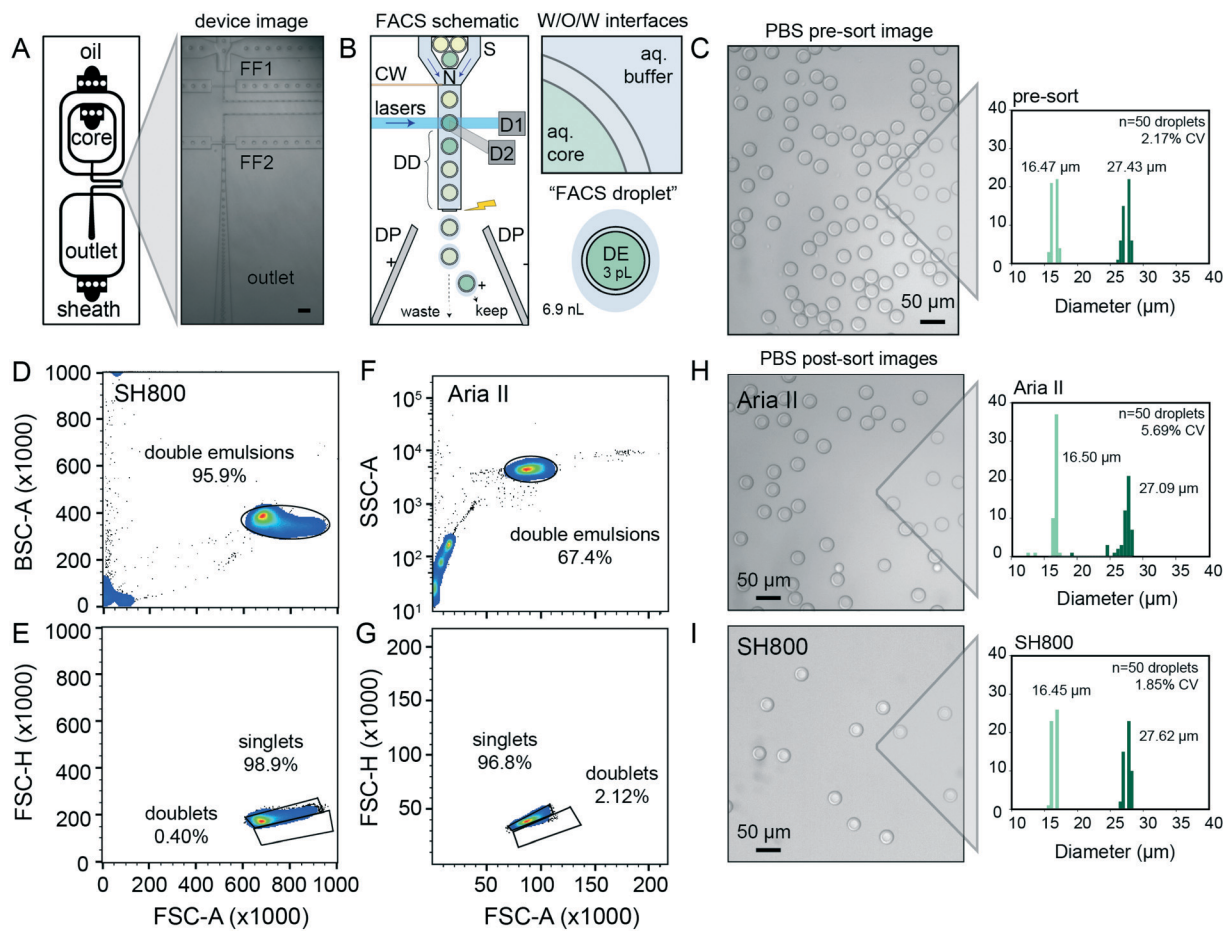 A
oil
core
outlet
sheath
device image
FF1
FF2
outlet
B
FACS schematic
S
N
CW
lasers
D1
D2
DD
DP
+
DP
-
+
waste
keep
W/O/W interfaces
aq.
buffer
aq.
core
“FACS droplet”
DE
3 pL
6.9 nL
C
PBS pre-sort image
50 µm
pre-sort
n=50 droplets
2.17% CV
16.47 µm
27.43 µm
40
30
20
10
0
10 15 20 25 30 35 40
Diameter (µm)
D
SH800
double emulsions
95.9%
BSC-A (x1000)
1000
800
600
400
200
0
E
singlets
98.9%
doublets
0.40%
FSC-H (x1000)
1000
800
600
400
200
0
0 200 400 600 800 1000
FSC-A (x1000)
F
Aria II
double emulsions
67.4%
SSC-A
10⁵
10⁴
10³
10²
10¹
G
singlets
96.8%
doublets
2.12%
FSC-H (x1000)
200
150
100
50
50 100 150 200
FSC-A (x1000)
H
PBS post-sort images
Aria II
50 µm
Aria II
n=50 droplets
5.69% CV
16.50 µm
27.09 µm
40
30
20
10
0
10 15 20 25 30 35 40
Diameter (µm)
I
SH800
50 µm
SH800
n=50 droplets
1.85% CV
16.45 µm
27.62 µm
40
30
20
10
0
10 15 20 25 30 35 40
Diameter (µm)